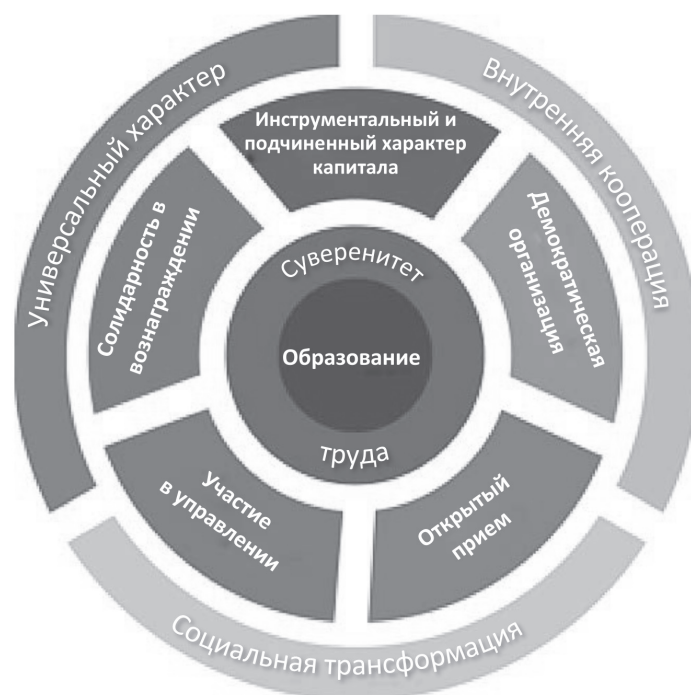 Универсальный характер
Внутренняя кооперация
Инструментальный и
подчиненный характер
капитала
Солидарность в
вознаграждении
Демократическая
организация
Суверенитет
Образование
труда
Участие
в управлении
Открытый
прием
Социальная трансформация